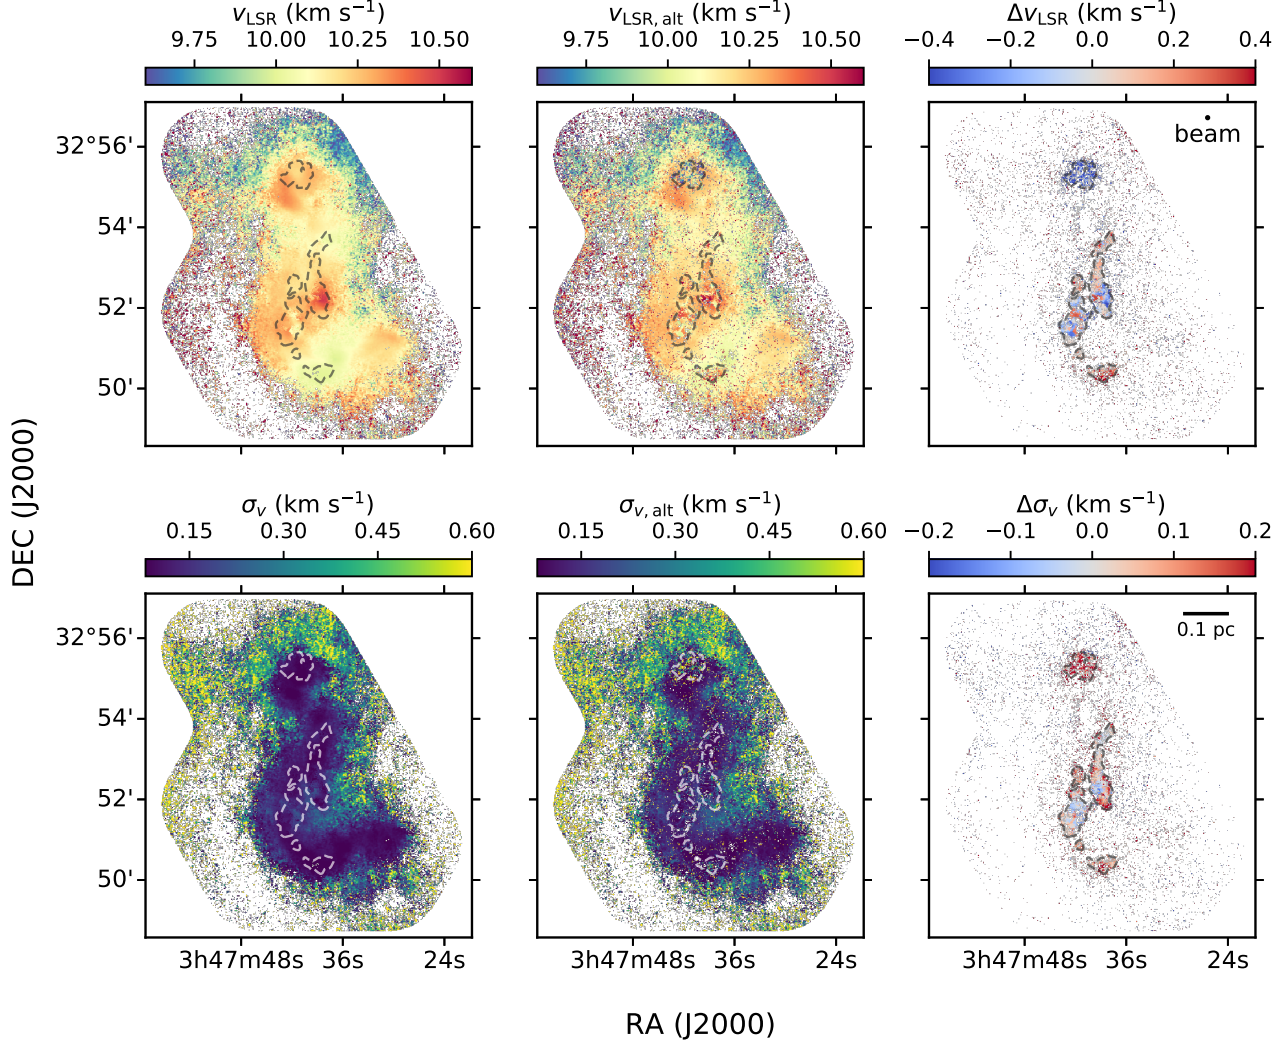 v_LSR (km s⁻¹)
9.75 10.00 10.25 10.50
v_LSR, alt (km s⁻¹)
9.75 10.00 10.25 10.50
Δv_LSR (km s⁻¹)
−0.4 −0.2 0.0 0.2 0.4
32°56'
54'
52'
50'
beam
σ_v (km s⁻¹)
0.15 0.30 0.45 0.60
σ_v, alt (km s⁻¹)
0.15 0.30 0.45 0.60
Δσ_v (km s⁻¹)
−0.2 −0.1 0.0 0.1 0.2
32°56'
54'
52'
50'
0.1 pc
3h47m48s 36s 24s
3h47m48s 36s 24s
3h47m48s 36s 24s
DEC (J2000)
RA (J2000)